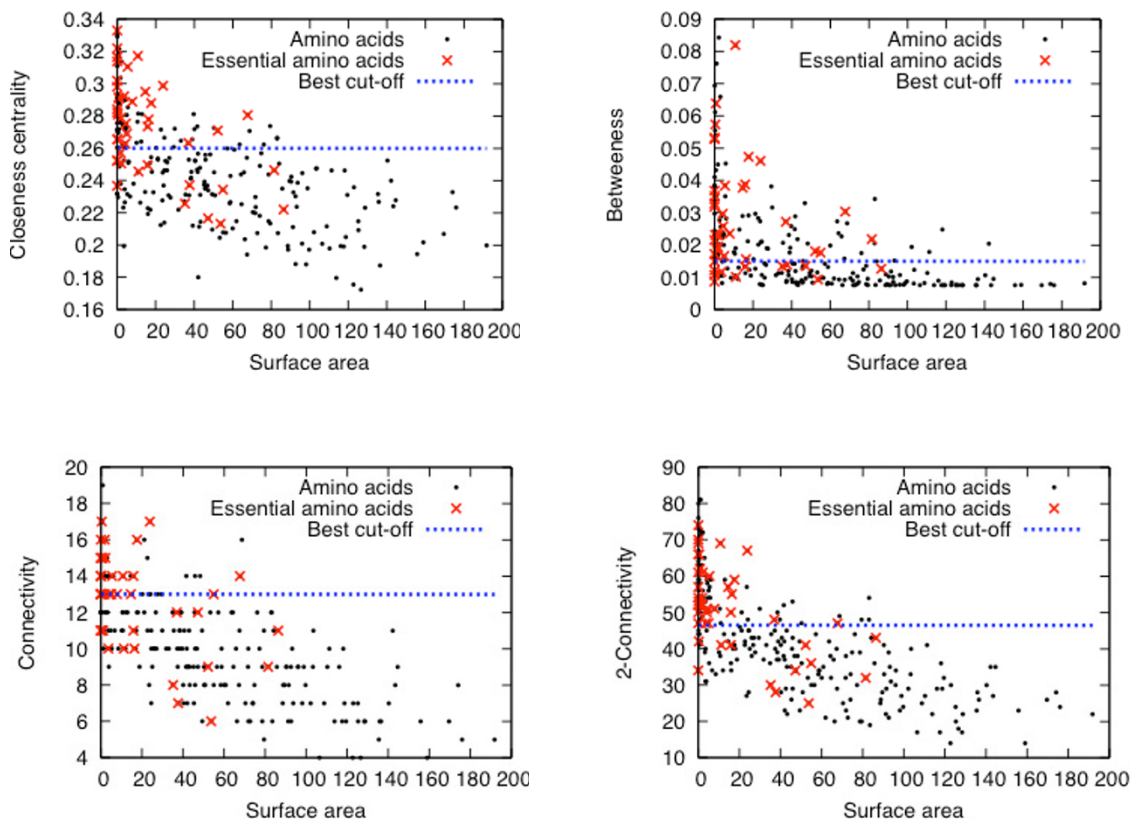 0.34
0.32
0.3
0.28
0.26
0.24
0.22
0.2
0.18
0.16
Closeness centrality
Amino acids
Essential amino acids
Best cut-off
0 20 40 60 80 100 120 140 160 180 200
Surface area
0.09
0.08
0.07
0.06
0.05
0.04
0.03
0.02
0.01
0
Betweeness
Amino acids
Essential amino acids
Best cut-off
0 20 40 60 80 100 120 140 160 180 200
Surface area
20
18
16
14
12
10
8
6
4
Connectivity
Amino acids
Essential amino acids
Best cut-off
0 20 40 60 80 100 120 140 160 180 200
Surface area
90
80
70
60
50
40
30
20
10
2-Connectivity
Amino acids
Essential amino acids
Best cut-off
0 20 40 60 80 100 120 140 160 180 200
Surface area